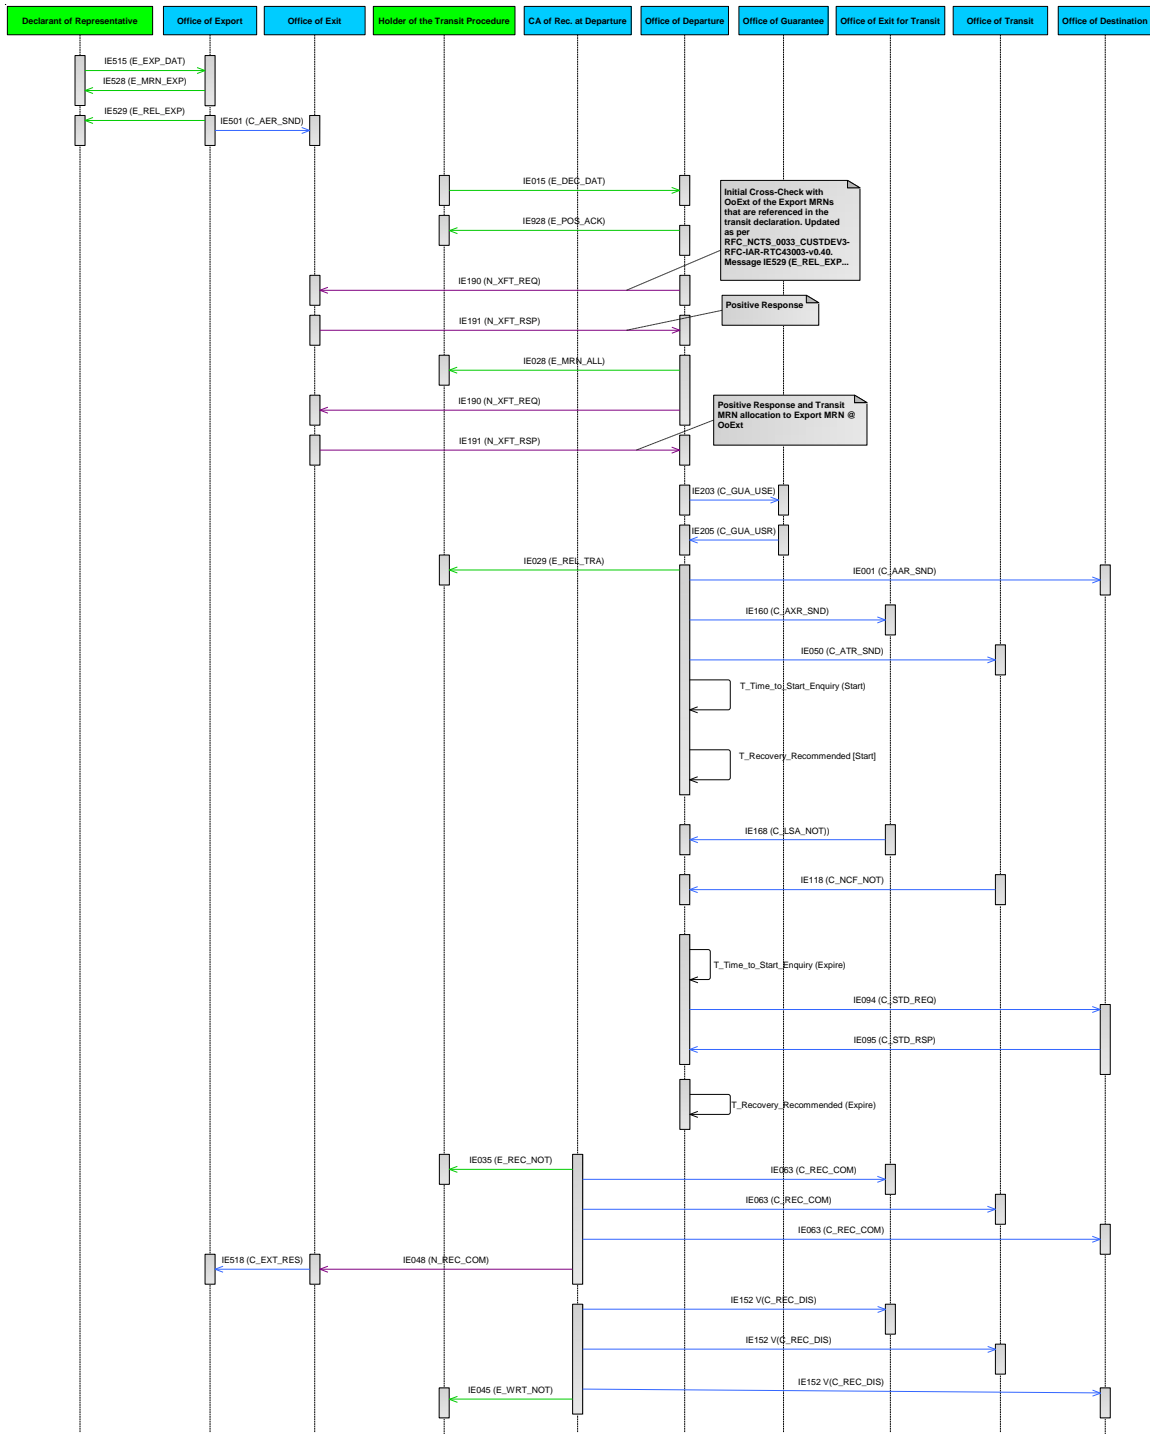 Declarant of Representative
Office of Export
Office of Exit
Holder of the Transit Procedure
CA of Rec. at Departure
Office of Departure
Office of Guarantee
Office of Exit for Transit
Office of Transit
Office of Destination
IE515 (E_EXP_DAT)
IE528 (E_MRN_EXP)
IE529 (E_REL_EXP)
IE501 (C_AER_SND)
IE015 (E_DEC_DAT)
Initial Cross-Check with
OoExt of the Export MRNs
that are referenced in the
transit declaration. Updated
as per
RFC_NCTS_0033_CUSTDEV3-
RFC-IAR-RTC43003-v0.40.
Message IE529 (E_REL_EXP...
IE928 (E_POS_ACK)
IE190 (N_XFT_REQ)
Positive Response
IE191 (N_XFT_RSP)
IE028 (E_MRN_ALL)
IE190 (N_XFT_REQ)
Positive Response and Transit
MRN allocation to Export MRN @
OoExt
IE191 (N_XFT_RSP)
IE203 (C_GUA_USE)
IE205 (C_GUA_USR)
IE029 (E_REL_TRA)
IE001 (C_AAR_SND)
IE160 (C_AXR_SND)
IE050 (C_ATR_SND)
T_Time_to_Start_Enquiry (Start)
T_Recovery_Recommended [Start]
IE168 (C_LSA_NOT))
IE118 (C_NCF_NOT)
T_Time_to_Start_Enquiry (Expire)
IE094 (C_STD_REQ)
IE095 (C_STD_RSP)
T_Recovery_Recommended (Expire)
IE035 (E_REC_NOT)
IE063 (C_REC_COM)
IE063 (C_REC_COM)
IE063 (C_REC_COM)
IE518 (C_EXT_RES)
IE048 (N_REC_COM)
IE152 V(C_REC_DIS)
IE152 V(C_REC_DIS)
IE152 V(C_REC_DIS)
IE045 (E_WRT_NOT)